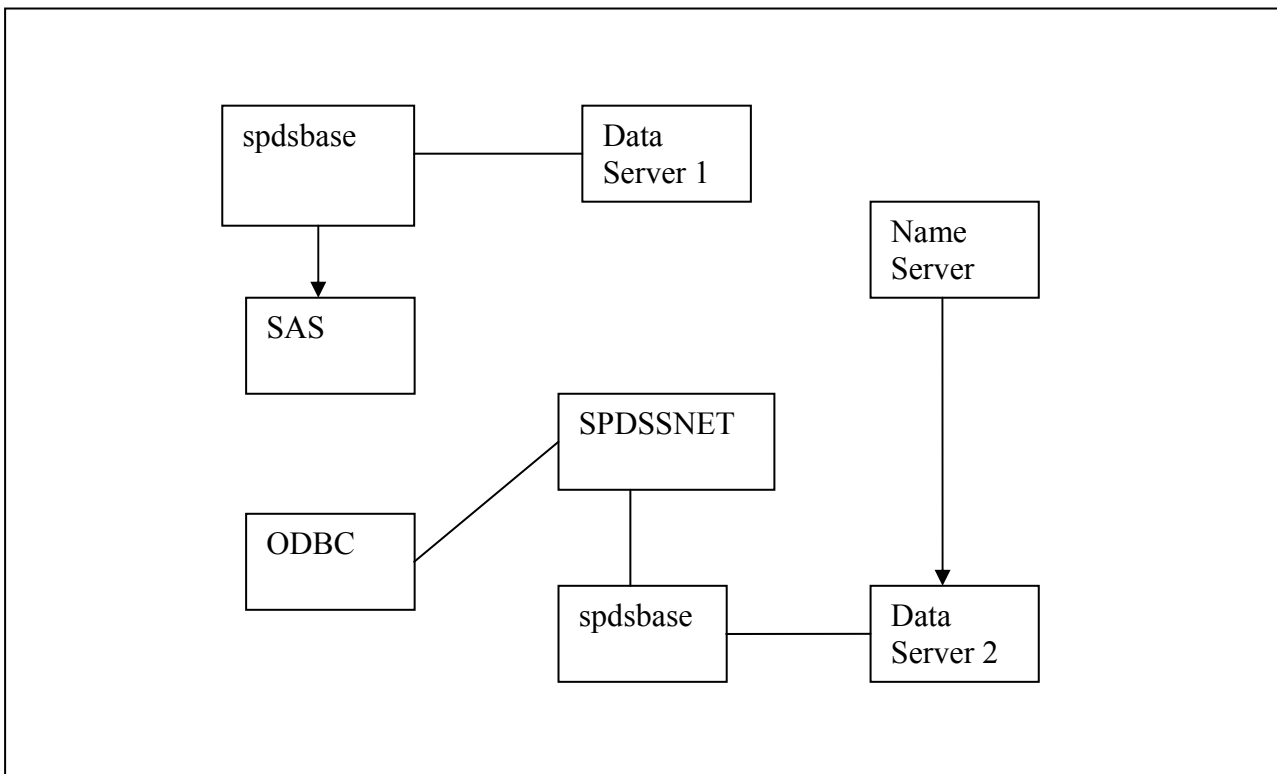 spdsbase
Data
Server 1
Name
Server
SAS
SPDSSNET
ODBC
spdsbase
Data
Server 2